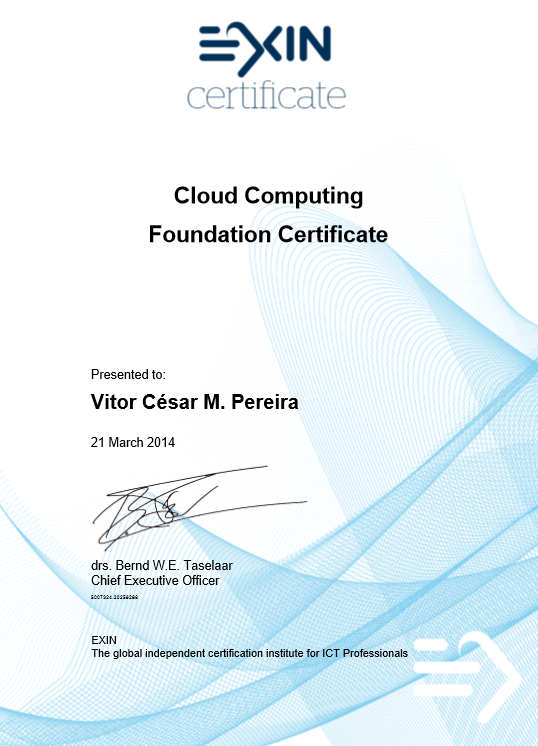 EXIN
certificate
Cloud Computing
Foundation Certificate
Presented to:
Vitor César M. Pereira
21 March 2014
drs. Bernd W.E. Taselaar
Chief Executive Officer
EXIN
The global independent certification institute for ICT Professionals